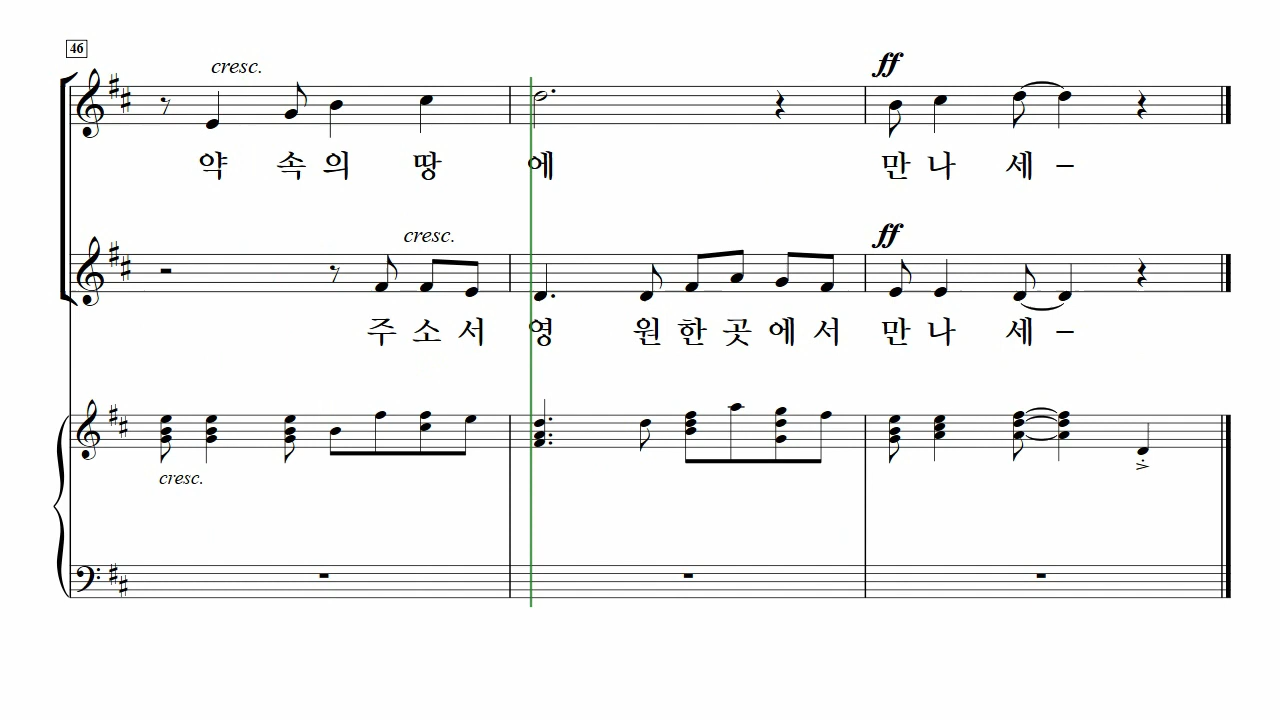 46
cresc.
ff
약 속의 땅 에 만나 세 –
cresc.
ff
주소서 영 원한곳에서 만나 세 –
cresc.